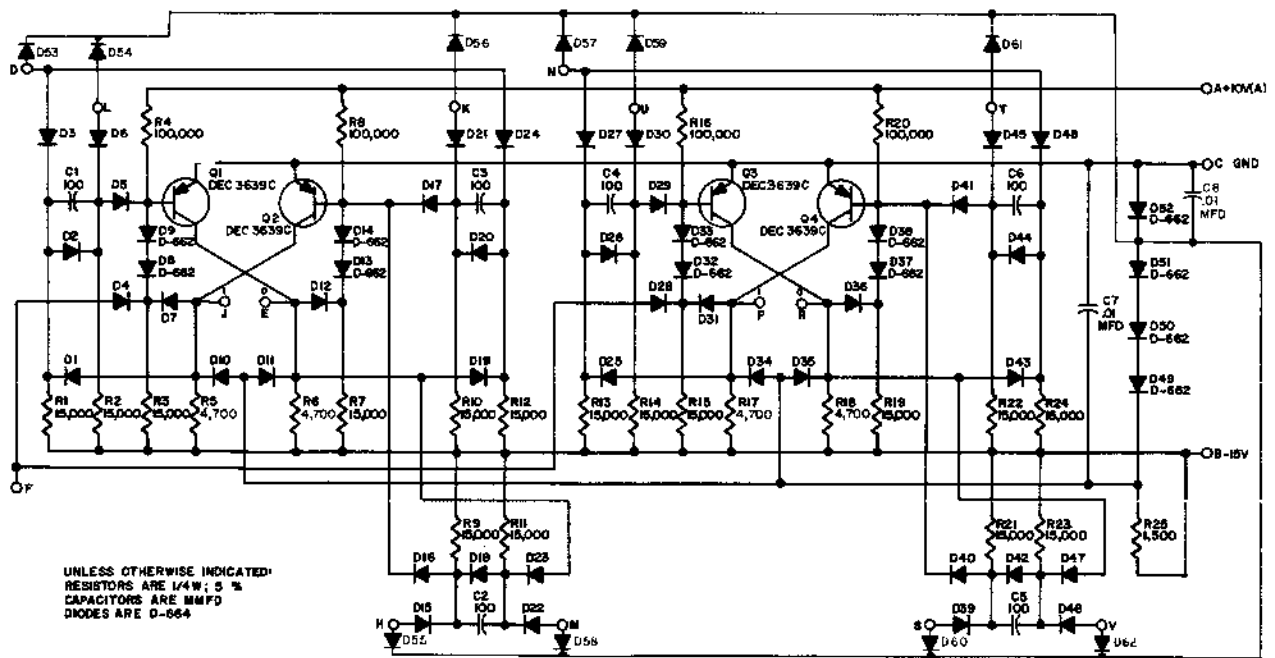 D53 D54 D56 D57 D59 D61
D N
L K U T A+10V(A)
D3 D6 R4 100,000 R8 100,000 D21 D24 D27 D30 R16 100,000 R20 100,000 D45 D48
C GND
C1 100 D5 Q1 DEC 3639C Q2 DEC 3639C D17 C3 100 C4 100 D29 Q3 DEC 3639C Q4 DEC 3639C D41 C6 100 D52 D-662 C8 .01 MFD
D2 D9 D-662 D14 D-662 D20 D26 D33 D-662 D38 D-662 D44
D8 D-662 D13 D-662 D32 D-662 D37 D-662 D51 D-662
D4 D7 1 J 0 E D12 D28 D31 1 P 0 R D36 C7 .01 MFD D50 D-662
D1 D10 D11 D19 D25 D34 D35 D43 D49 D-662
R1 15,000 R2 15,000 R3 15,000 R5 4,700 R6 4,700 R7 15,000 R10 15,000 R12 15,000 R13 15,000 R14 15,000 R15 15,000 R17 4,700 R18 4,700 R19 15,000 R22 15,000 R24 15,000
B-15V
F
R9 15,000 R11 15,000 R21 15,000 R23 15,000 R25 1,500
D16 D18 D23 D40 D42 D47
UNLESS OTHERWISE INDICATED:
RESISTORS ARE 1/4W; 5 %
CAPACITORS ARE MMFD
DIODES ARE D-664
H D15 C2 100 D22 M S D39 C5 100 D46 V
D55 D58 D60 D62